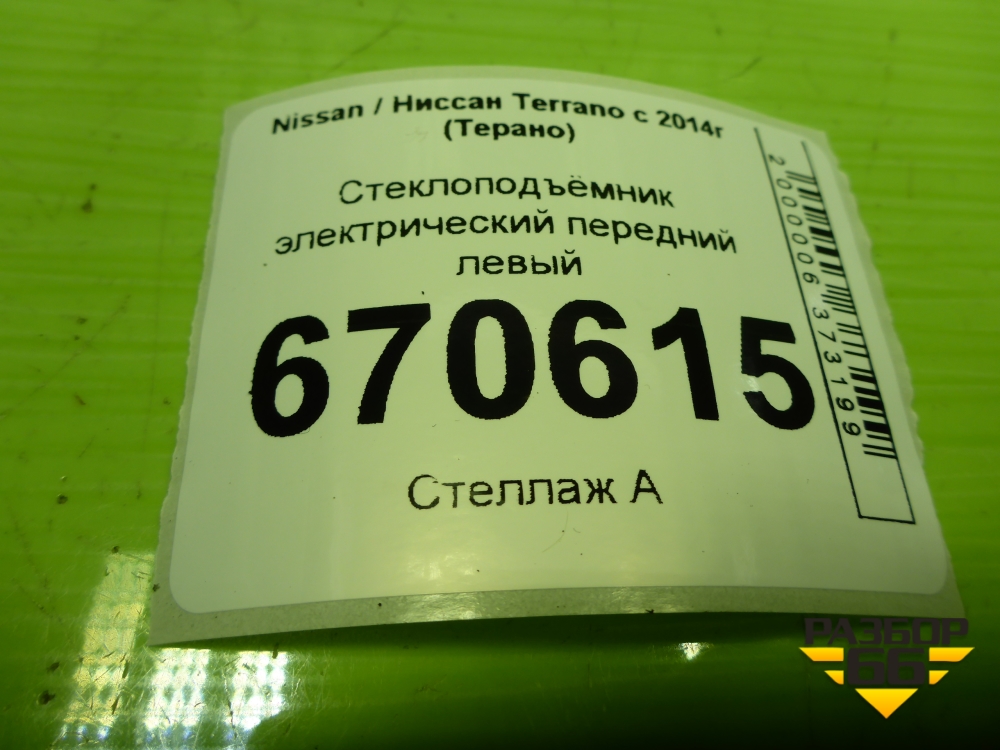 Nissan / Ниссан Terrano с 2014г
(Терано)
Стеклоподъёмник
электрический передний
левый
670615
Стеллаж А
2000006373199
РАЗБОР
66